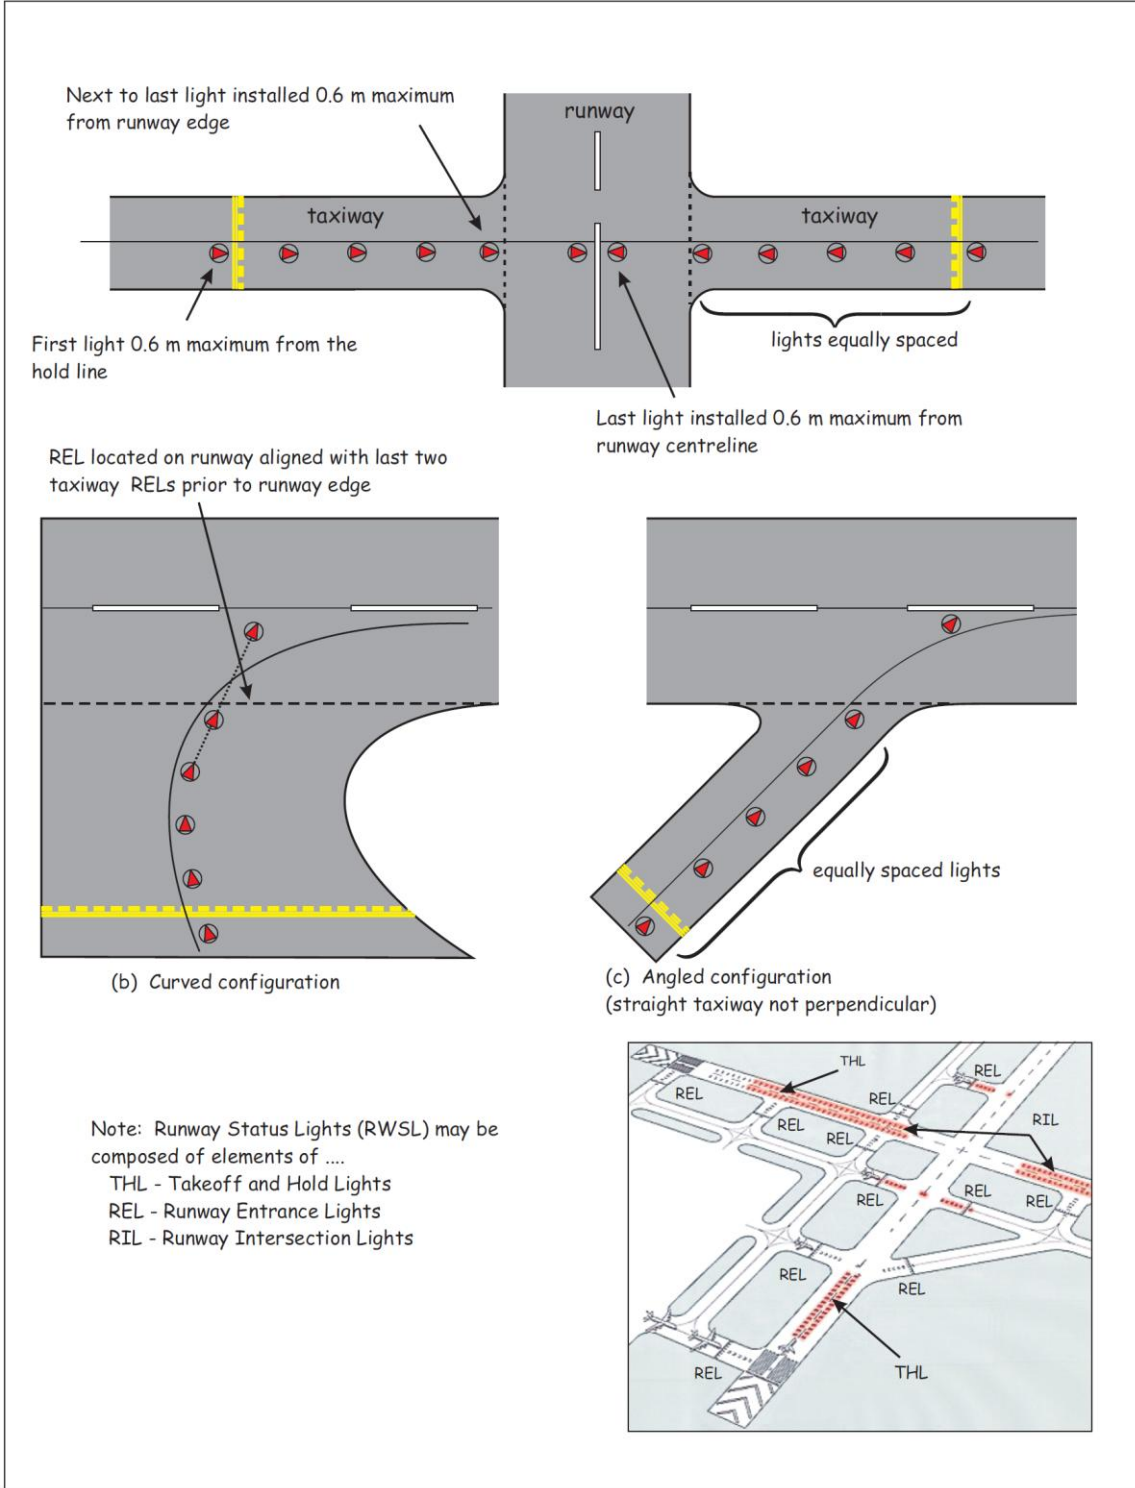 Next to last light installed 0.6 m maximum
from runway edge
runway
taxiway
taxiway
First light 0.6 m maximum from the
hold line
lights equally spaced
Last light installed 0.6 m maximum from
runway centreline
REL located on runway aligned with last two
taxiway RELs prior to runway edge
equally spaced lights
(b) Curved configuration
(c) Angled configuration
(straight taxiway not perpendicular)
Note: Runway Status Lights (RWSL) may be
composed of elements of ....
THL - Takeoff and Hold Lights
REL - Runway Entrance Lights
RIL - Runway Intersection Lights
THL
REL
REL
REL
RIL
REL
REL
REL
REL
REL
REL
REL
REL
THL